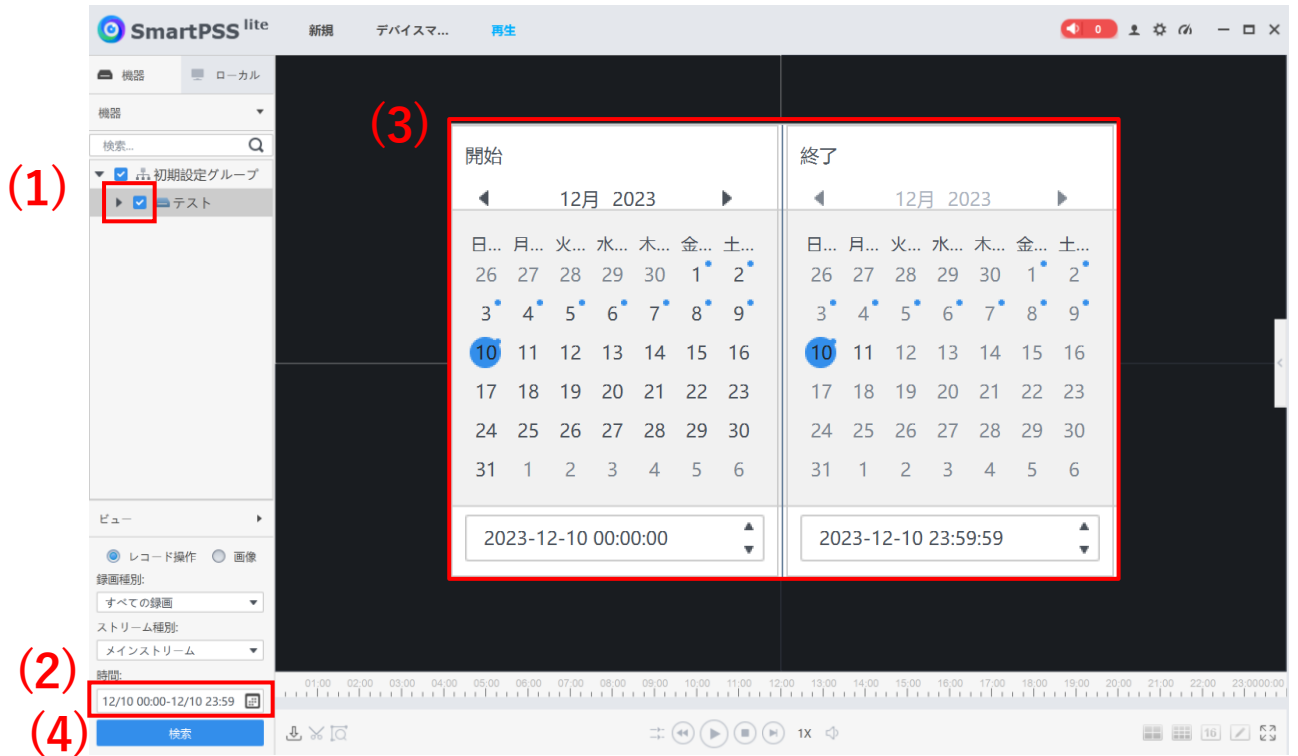 SmartPSS lite 新規 デバイスマ... 再生 0
機器 ローカル
機器
検索...
(1)
初期設定グループ
テスト
(3)
開始
12月 2023
日... 月... 火... 水... 木... 金... 土...
26 27 28 29 30 1 2
3 4 5 6 7 8 9
10 11 12 13 14 15 16
17 18 19 20 21 22 23
24 25 26 27 28 29 30
31 1 2 3 4 5 6
2023-12-10 00:00:00
終了
12月 2023
日... 月... 火... 水... 木... 金... 土...
26 27 28 29 30 1 2
3 4 5 6 7 8 9
10 11 12 13 14 15 16
17 18 19 20 21 22 23
24 25 26 27 28 29 30
31 1 2 3 4 5 6
2023-12-10 23:59:59
ビュー
レコード操作 画像
録画種別:
すべての録画
ストリーム種別:
メインストリーム
(2)
時間:
12/10 00:00-12/10 23:59
(4)
検索
01:00 02:00 03:00 04:00 05:00 06:00 07:00 08:00 09:00 10:00 11:00 12:00 13:00 14:00 15:00 16:00 17:00 18:00 19:00 20:00 21:00 22:00 23:0000:00
1X
16